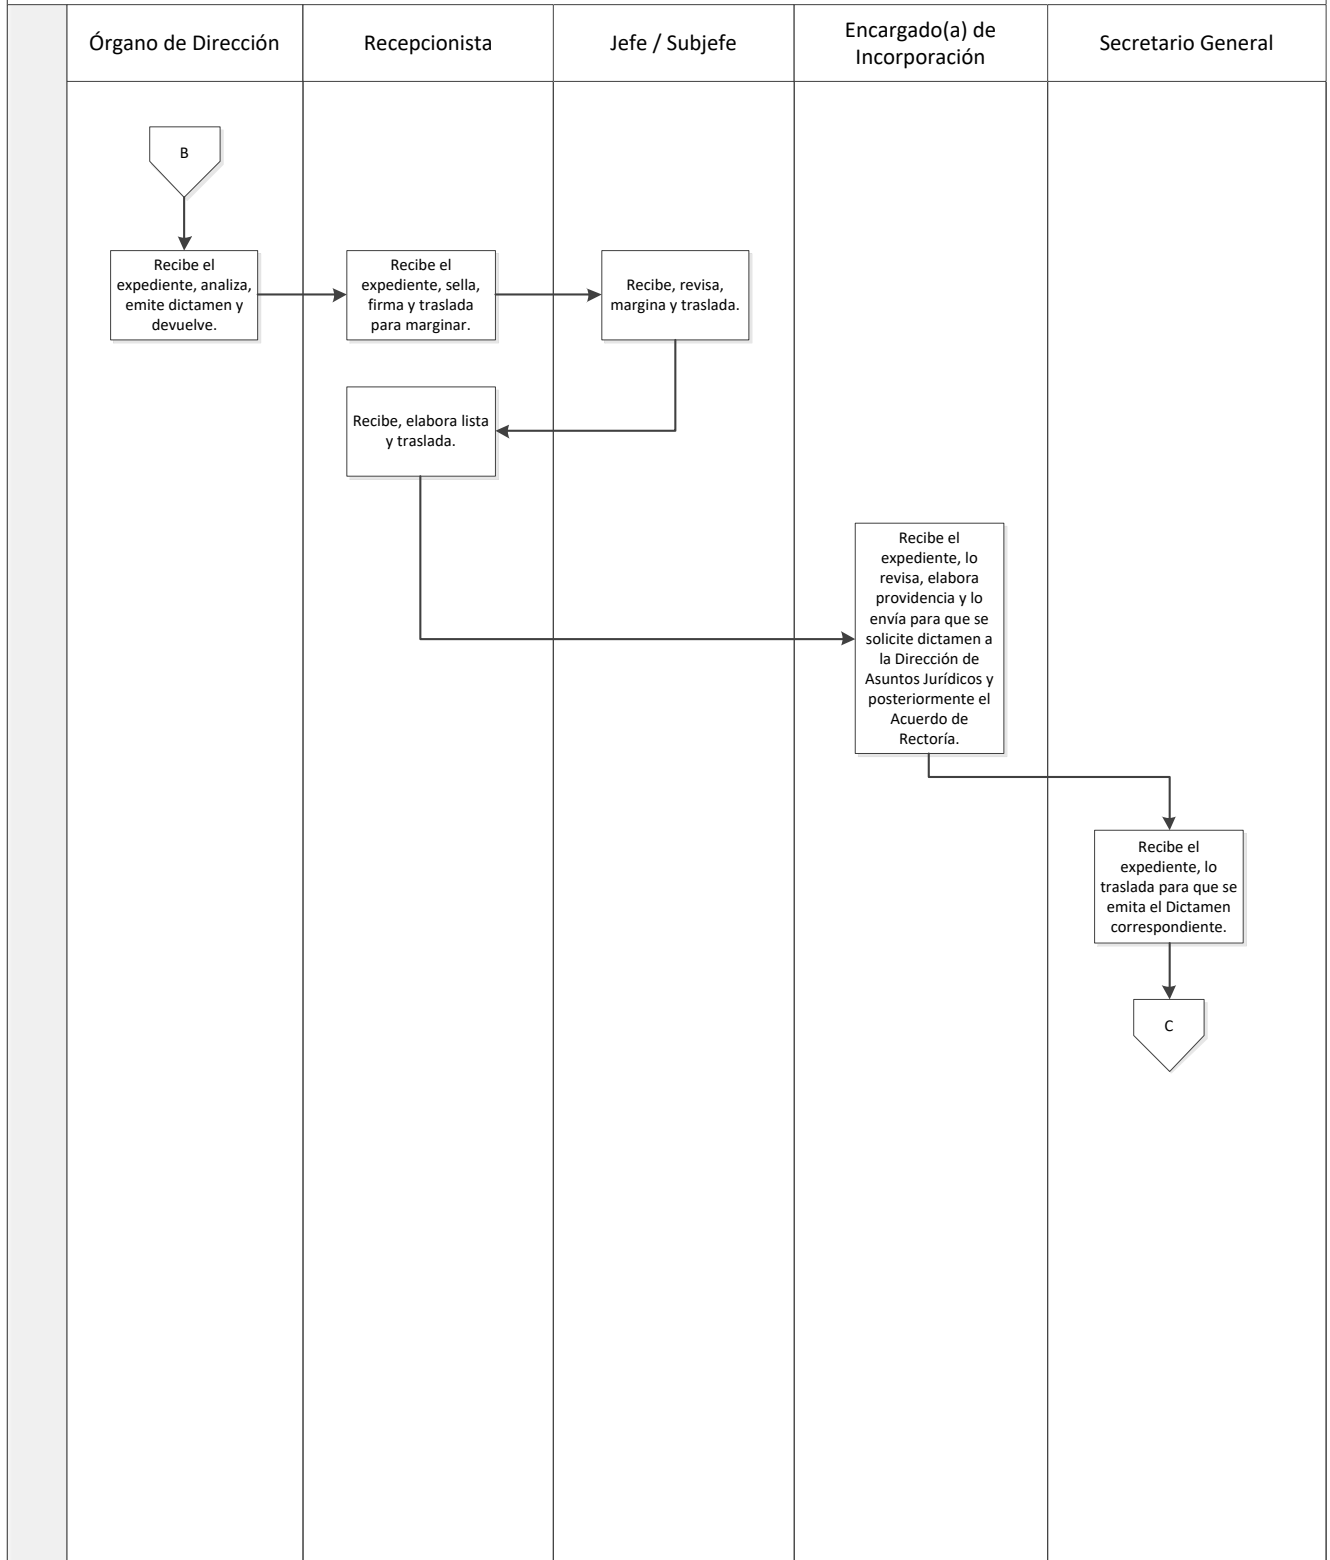 Órgano de Dirección
Recepcionista
Jefe / Subjefe
Encargado(a) de
Incorporación
Secretario General
B
Recibe el
expediente, analiza,
emite dictamen y
devuelve.
Recibe el
expediente, sella,
firma y traslada
para marginar.
Recibe, revisa,
margina y traslada.
Recibe, elabora lista
y traslada.
Recibe el
expediente, lo
revisa, elabora
providencia y lo
envía para que se
solicite dictamen a
la Dirección de
Asuntos Jurídicos y
posteriormente el
Acuerdo de
Rectoría.
Recibe el
expediente, lo
traslada para que se
emita el Dictamen
correspondiente.
C